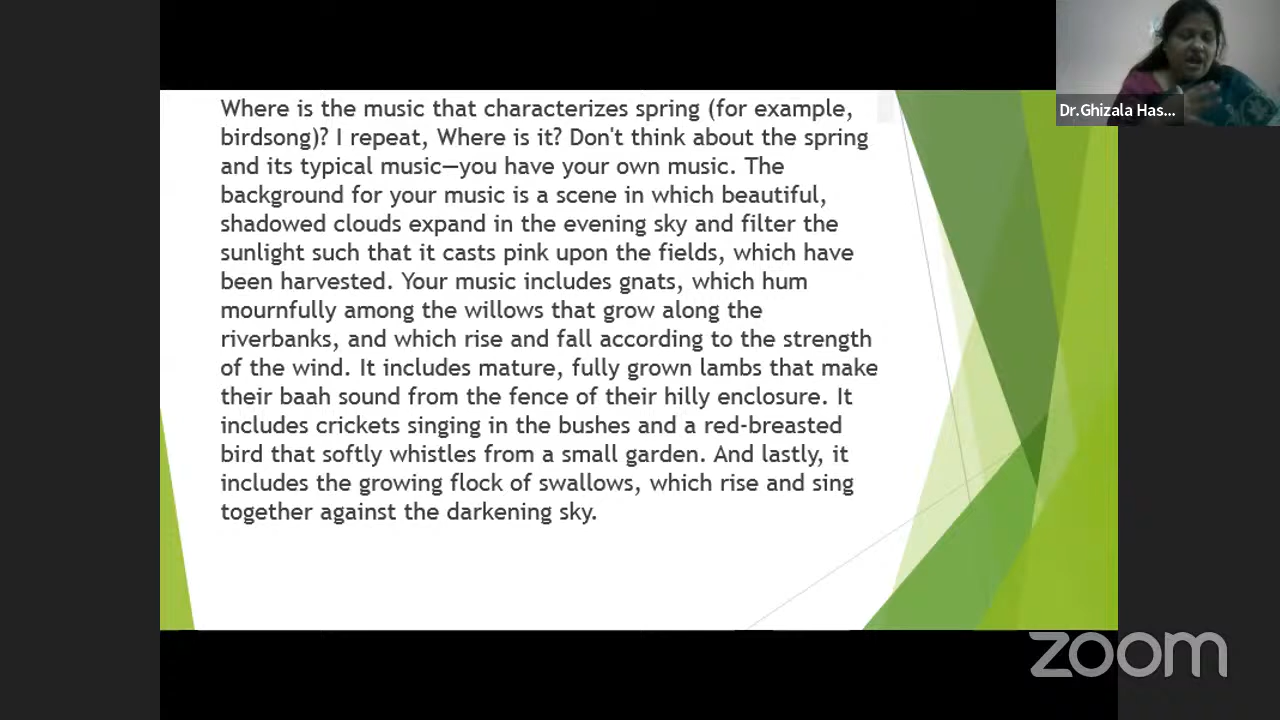 Where is the music that characterizes spring (for example,
birdsong)? I repeat, Where is it? Don't think about the spring
and its typical music—you have your own music. The
background for your music is a scene in which beautiful,
shadowed clouds expand in the evening sky and filter the
sunlight such that it casts pink upon the fields, which have
been harvested. Your music includes gnats, which hum
mournfully among the willows that grow along the
riverbanks, and which rise and fall according to the strength
of the wind. It includes mature, fully grown lambs that make
their baah sound from the fence of their hilly enclosure. It
includes crickets singing in the bushes and a red-breasted
bird that softly whistles from a small garden. And lastly, it
includes the growing flock of swallows, which rise and sing
together against the darkening sky.
Dr.Ghizala Has...
zoom